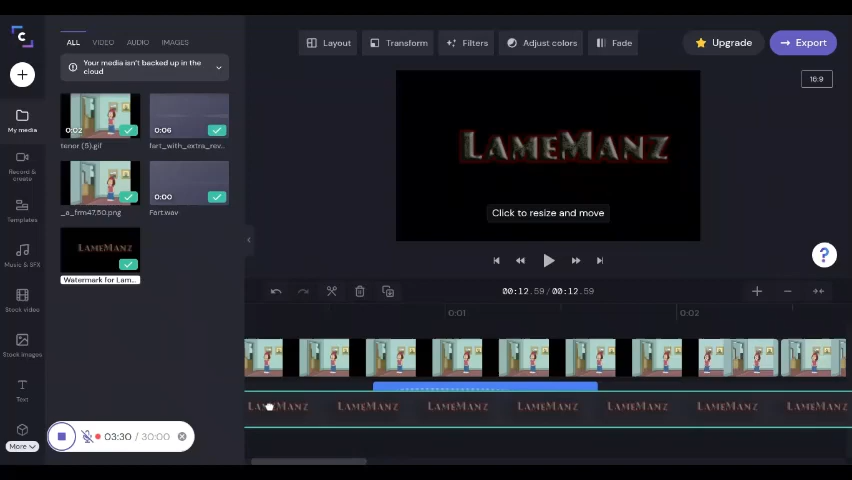 ALL VIDEO AUDIO IMAGES
Your media isn't backed up in the
cloud
0:02
0:06
tenor (5).gif
fart_with_extra_rev...
0:00
_a_frm47,50.png
Fart.wav
LameManz
Watermark for Lam...
My media
Record &
create
Templates
Music & SFX
Stock video
Stock images
Text
More
Layout
Transform
Filters
Adjust colors
Fade
Upgrade
Export
16:9
LameManz
Click to resize and move
?
00:12.59 / 00:12.59
0:01
0:02
LameManz LameManz LameManz LameManz LameManz LameManz LameManz
03:30 / 30:00